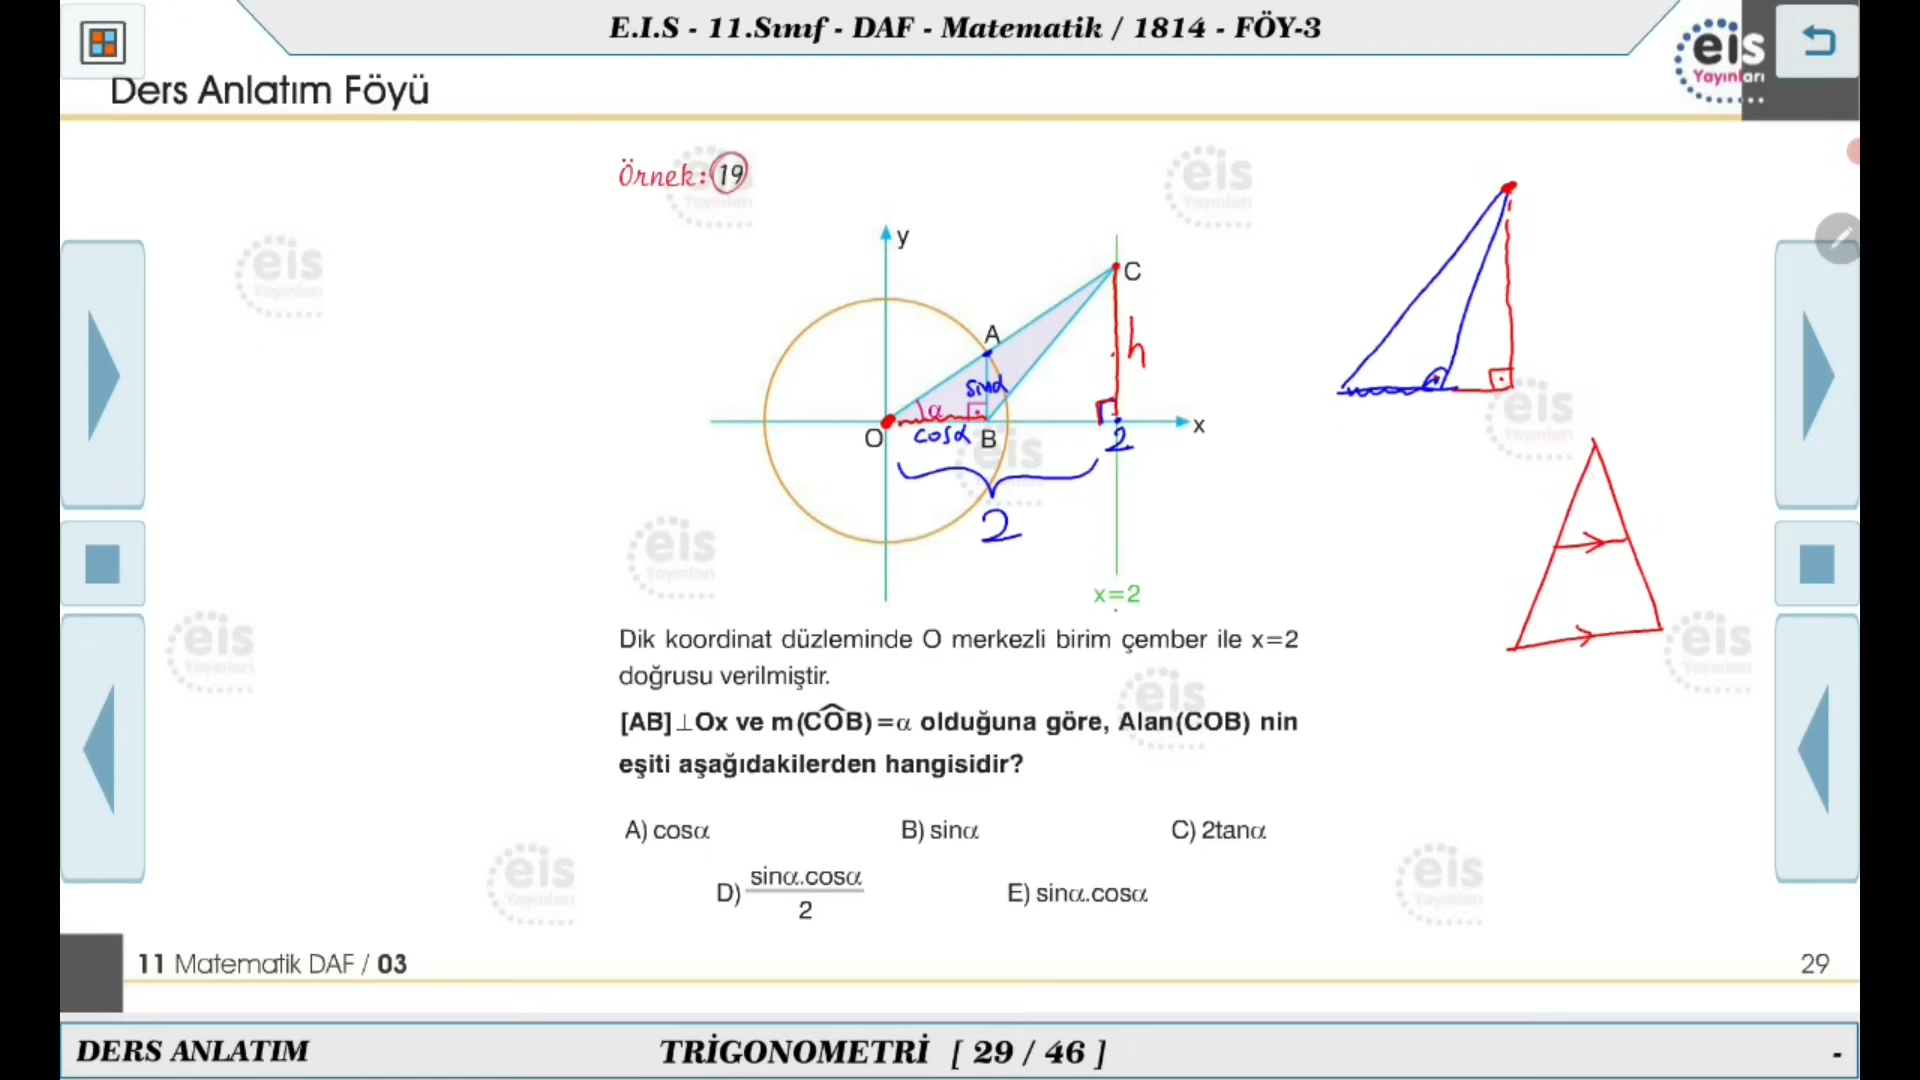 E.I.S - 11.Sınıf - DAF - Matematik / 1814 - FÖY-3
eis
Yayınları
Ders Anlatım Föyü
Örnek: 19
y
C
A
h
sinα
α
O
cosα
B
2
x
2
x=2
Dik koordinat düzleminde O merkezli birim çember ile x=2
doğrusu verilmiştir.
[AB]⊥Ox ve m(COB)=α olduğuna göre, Alan(COB) nin
eşiti aşağıdakilerden hangisidir?
A) cosα B) sinα C) 2tanα
D) sinα.cosα / 2 E) sinα.cosα
11 Matematik DAF / 03
29
DERS ANLATIM
TRİGONOMETRİ [ 29 / 46 ]
-